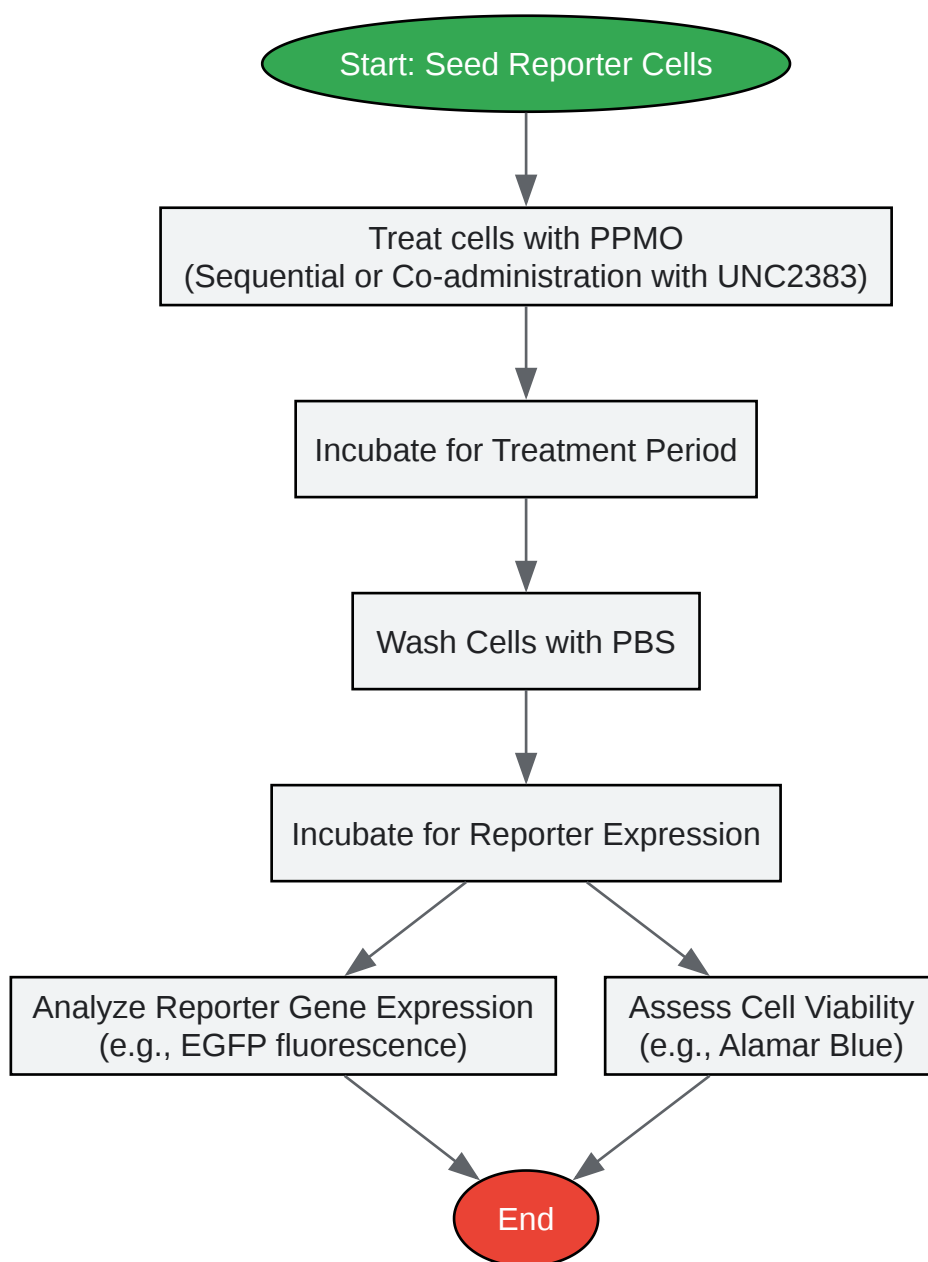 Start: Seed Reporter Cells
Treat cells with PPMO
(Sequential or Co-administration with UNC2383)
Incubate for Treatment Period
Wash Cells with PBS
Incubate for Reporter Expression
Analyze Reporter Gene Expression
(e.g., EGFP fluorescence)
Assess Cell Viability
(e.g., Alamar Blue)
End